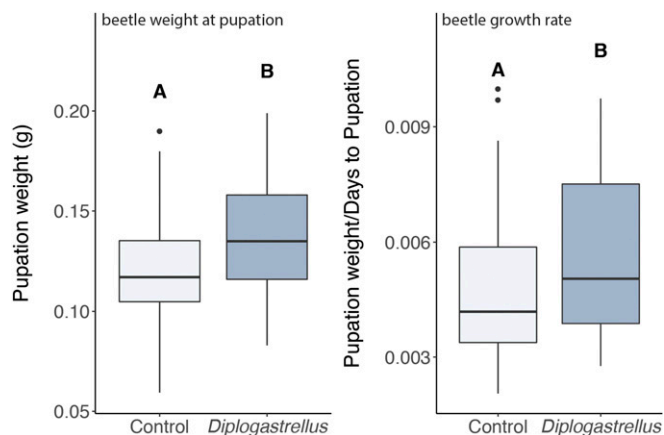 beetle weight at pupation
A
B
Pupation weight (g)
0.20
0.15
0.10
0.05
Control
Diplogastrellus
beetle growth rate
A
B
Pupation weight/Days to Pupation
0.009
0.006
0.003
Control
Diplogastrellus